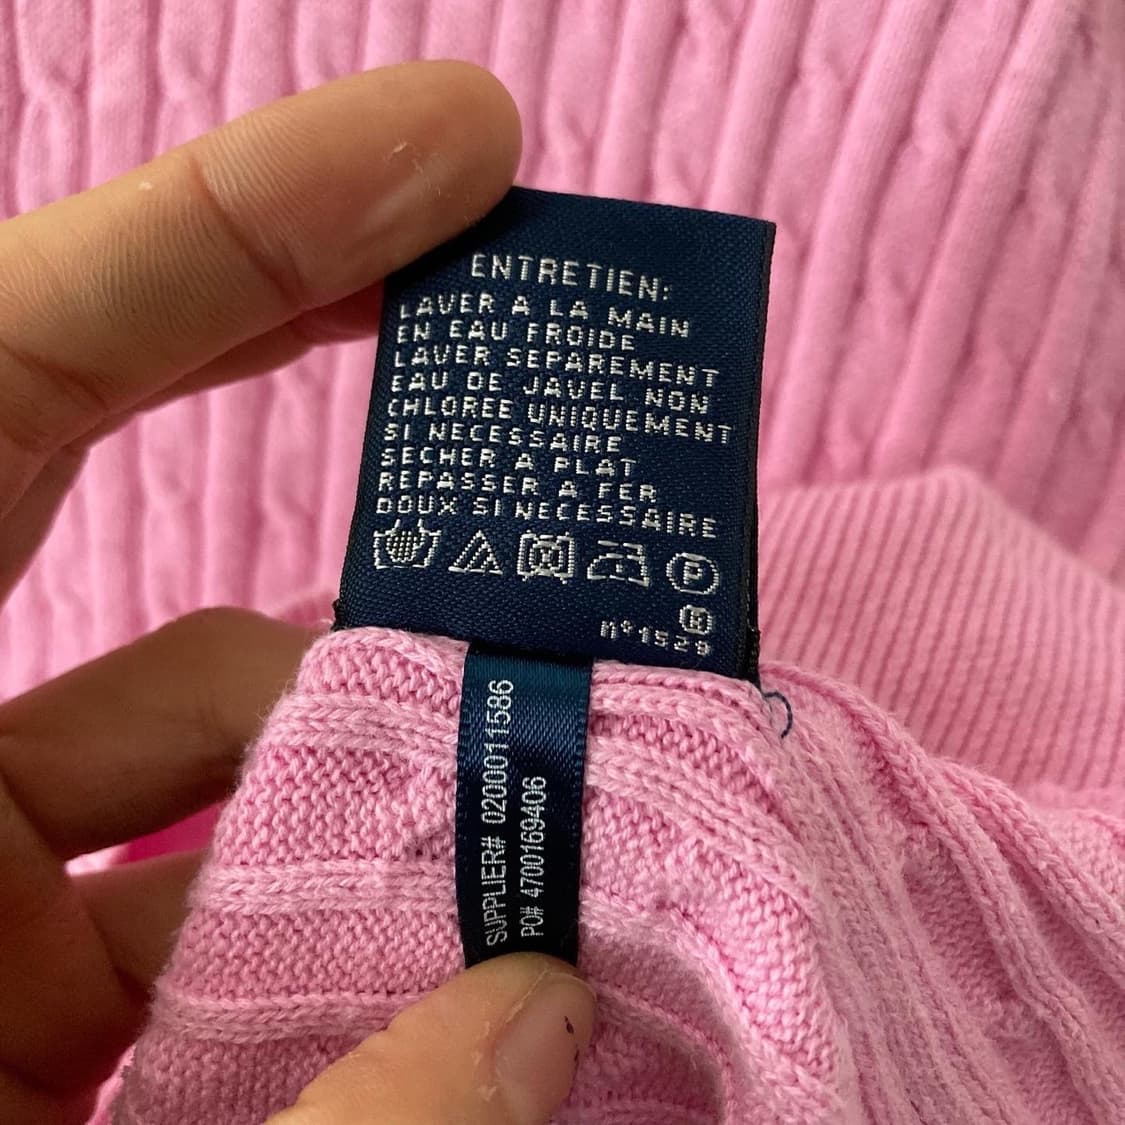 ENTRETIEN:
LAVER A LA MAIN
EN EAU FROIDE
LAVER SEPAREMENT
EAU DE JAVEL NON
CHLOREE UNIQUEMENT
SI NECESSAIRE
SECHER A PLAT
REPASSER A FER
DOUX SI NECESSAIRE
P
R
n°1529
SUPPLIER# 0200011586
PO# 4700169406